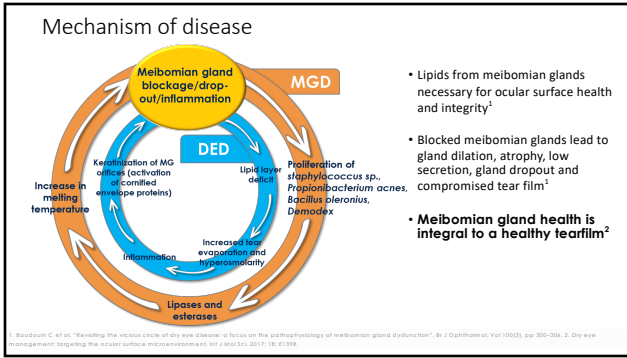 Mechanism of disease
Meibomian gland
blockage/drop-
out/inflammation
MGD
DED
Keratinization of MG
orifices (activation
of cornified
envelope proteins)
Lipid layer
deficit
Proliferation of
staphylococcus sp.,
Propionibacterium acnes,
Bacillus oleronius,
Demodex
Increase in
melting
temperature
Inflammation
Increased tear
evaporation and
hyperosmolarity
Lipases and
esterases
• Lipids from meibomian glands
necessary for ocular surface health
and integrity1
• Blocked meibomian glands lead to
gland dilation, atrophy, low
secretion, gland dropout and
compromised tear film1
• Meibomian gland health is
integral to a healthy tearfilm2
1. Baudouin C et al. "Revisiting the vicious circle of dry eye disease: a focus on the pathophysiology of meibomian gland dysfunction". Br J Ophthalmol. Vol 100(3), pp 300–306. 2. Dry eye
management: targeting the ocular surface microenvironment. Int J Mol Sci. 2017; 18: E1398